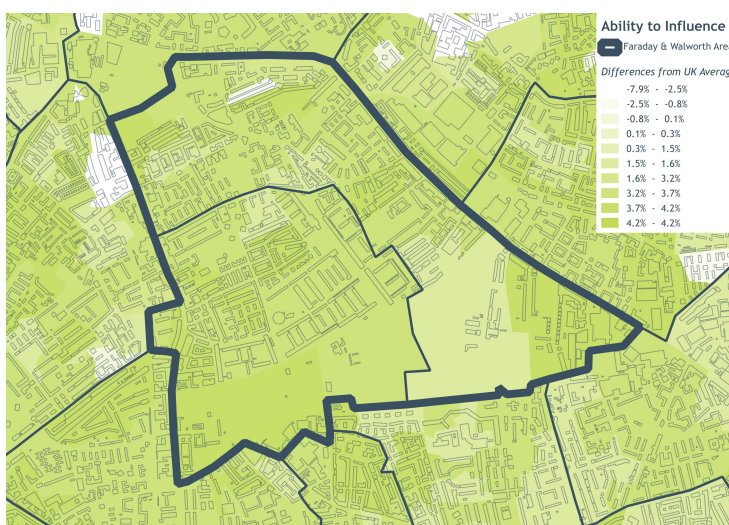 Ability to Influence
Faraday & Walworth Area
Differences from UK Averag
-7.9% - -2.5%
-2.5% - -0.8%
-0.8% - 0.1%
0.1% - 0.3%
0.3% - 1.5%
1.5% - 1.6%
1.6% - 3.2%
3.2% - 3.7%
3.7% - 4.2%
4.2% - 4.2%